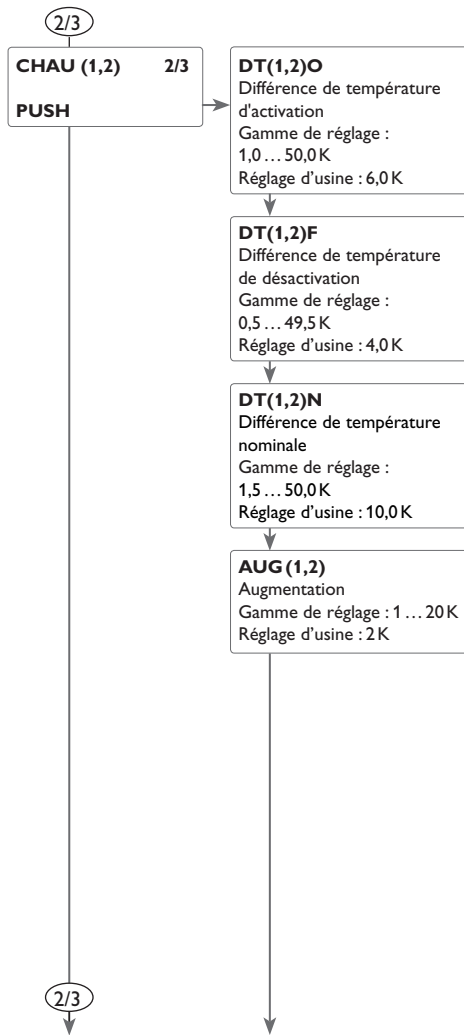 2/3
CHAU (1,2) 2/3
PUSH
DT(1,2)O
Différence de température
d'activation
Gamme de réglage :
1,0 … 50,0 K
Réglage d’usine : 6,0 K
DT(1,2)F
Différence de température
de désactivation
Gamme de réglage :
0,5 … 49,5 K
Réglage d’usine : 4,0 K
DT(1,2)N
Différence de température
nominale
Gamme de réglage :
1,5 … 50,0 K
Réglage d’usine : 10,0 K
AUG (1,2)
Augmentation
Gamme de réglage : 1 … 20 K
Réglage d’usine : 2 K
2/3